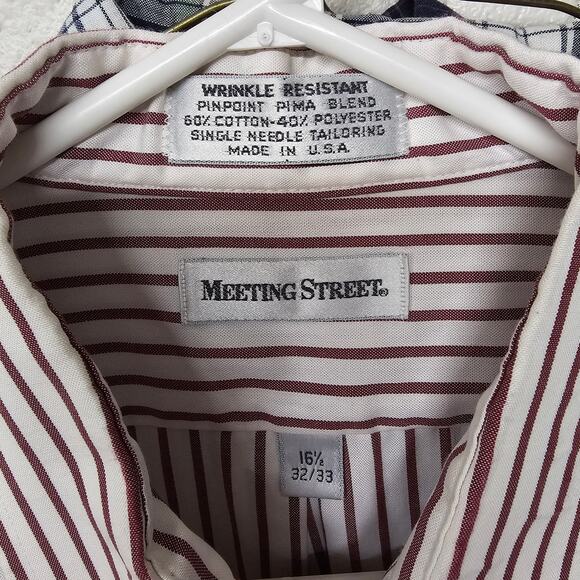 WRINKLE RESISTANT
PINPOINT PIMA BLEND
60% COTTON-40% POLYESTER
SINGLE NEEDLE TAILORING
MADE IN U.S.A.
MEETING STREET®
16½
32/33